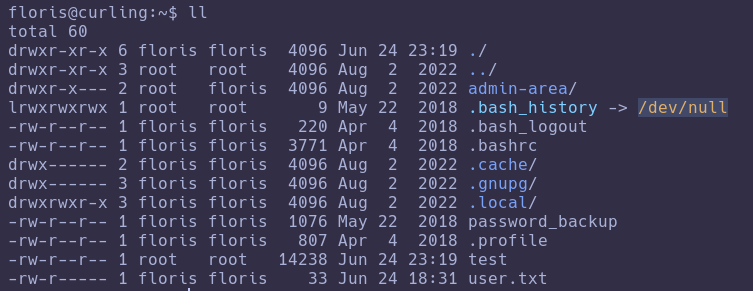 floris@curling:~$ ll
total 60
drwxr-xr-x 6 floris floris  4096 Jun 24 23:19 ./
drwxr-xr-x 3 root   root    4096 Aug  2  2022 ../
drwxr-x--- 2 root   floris  4096 Aug  2  2022 admin-area/
lrwxrwxrwx 1 root   root       9 May 22  2018 .bash_history -> /dev/null
-rw-r--r-- 1 floris floris   220 Apr  4  2018 .bash_logout
-rw-r--r-- 1 floris floris  3771 Apr  4  2018 .bashrc
drwx------ 2 floris floris  4096 Aug  2  2022 .cache/
drwx------ 3 floris floris  4096 Aug  2  2022 .gnupg/
drwxrwxr-x 3 floris floris  4096 Aug  2  2022 .local/
-rw-r--r-- 1 floris floris  1076 May 22  2018 password_backup
-rw-r--r-- 1 floris floris   807 Apr  4  2018 .profile
-rw-r--r-- 1 root   root   14238 Jun 24 23:19 test
-rw-r----- 1 floris floris    33 Jun 24 18:31 user.txt